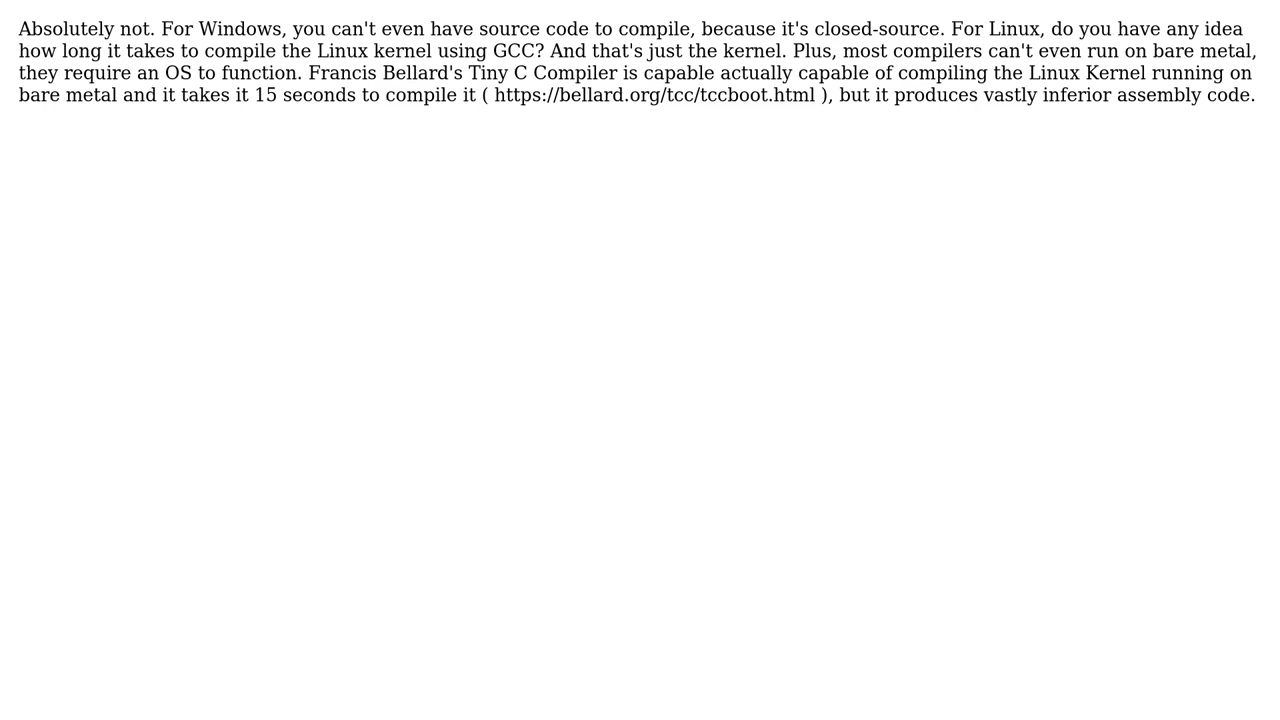 Absolutely not. For Windows, you can't even have source code to compile, because it's closed-source. For Linux, do you have any idea
how long it takes to compile the Linux kernel using GCC? And that's just the kernel. Plus, most compilers can't even run on bare metal,
they require an OS to function. Francis Bellard's Tiny C Compiler is capable actually capable of compiling the Linux Kernel running on
bare metal and it takes it 15 seconds to compile it ( https://bellard.org/tcc/tccboot.html ), but it produces vastly inferior assembly code.